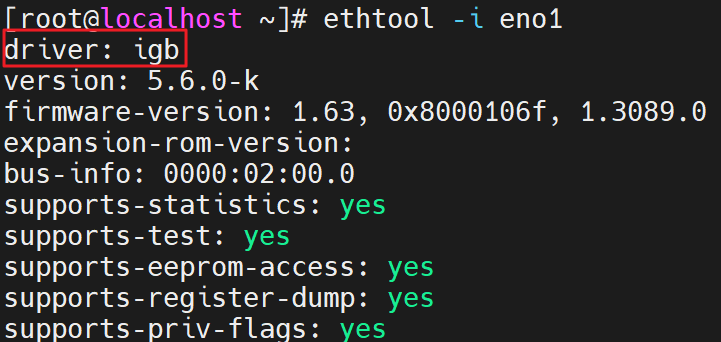 [root@localhost ~]# ethtool -i eno1
driver: igb
version: 5.6.0-k
firmware-version: 1.63, 0x8000106f, 1.3089.0
expansion-rom-version:
bus-info: 0000:02:00.0
supports-statistics: yes
supports-test: yes
supports-eeprom-access: yes
supports-register-dump: yes
supports-priv-flags: yes